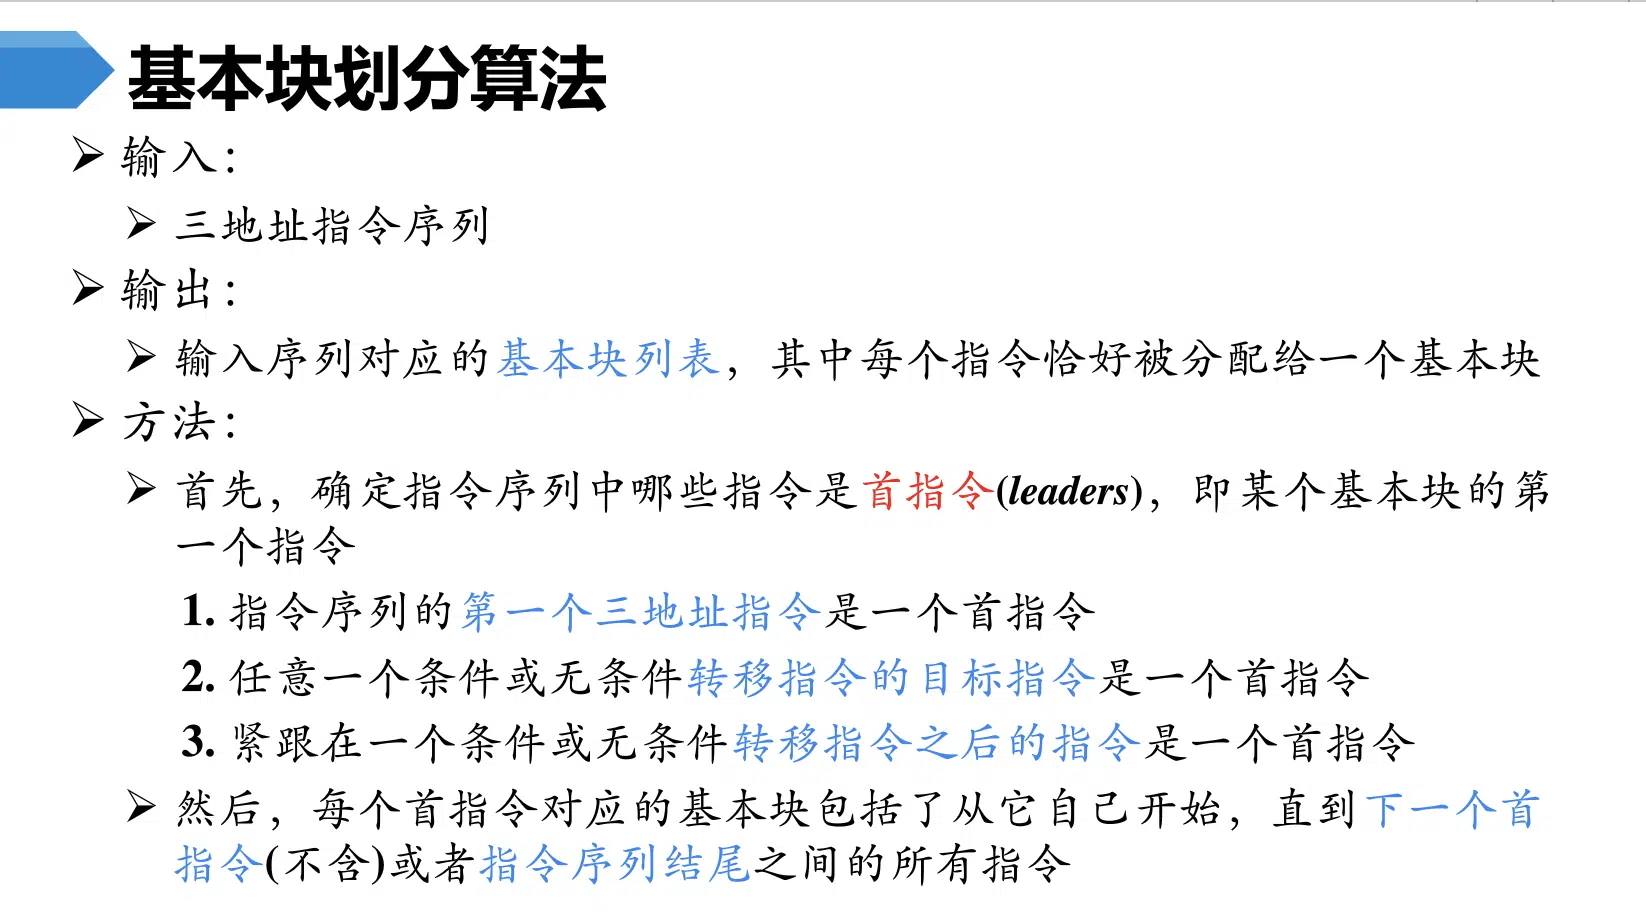 基本块划分算法
➢ 输入：
➢ 三地址指令序列
➢ 输出：
➢ 输入序列对应的基本块列表，其中每个指令恰好被分配给一个基本块
➢ 方法：
➢ 首先，确定指令序列中哪些指令是首指令(leaders)，即某个基本块的第
一个指令
1. 指令序列的第一个三地址指令是一个首指令
2. 任意一个条件或无条件转移指令的目标指令是一个首指令
3. 紧跟在一个条件或无条件转移指令之后的指令是一个首指令
➢ 然后，每个首指令对应的基本块包括了从它自己开始，直到下一个首
指令(不含)或者指令序列结尾之间的所有指令